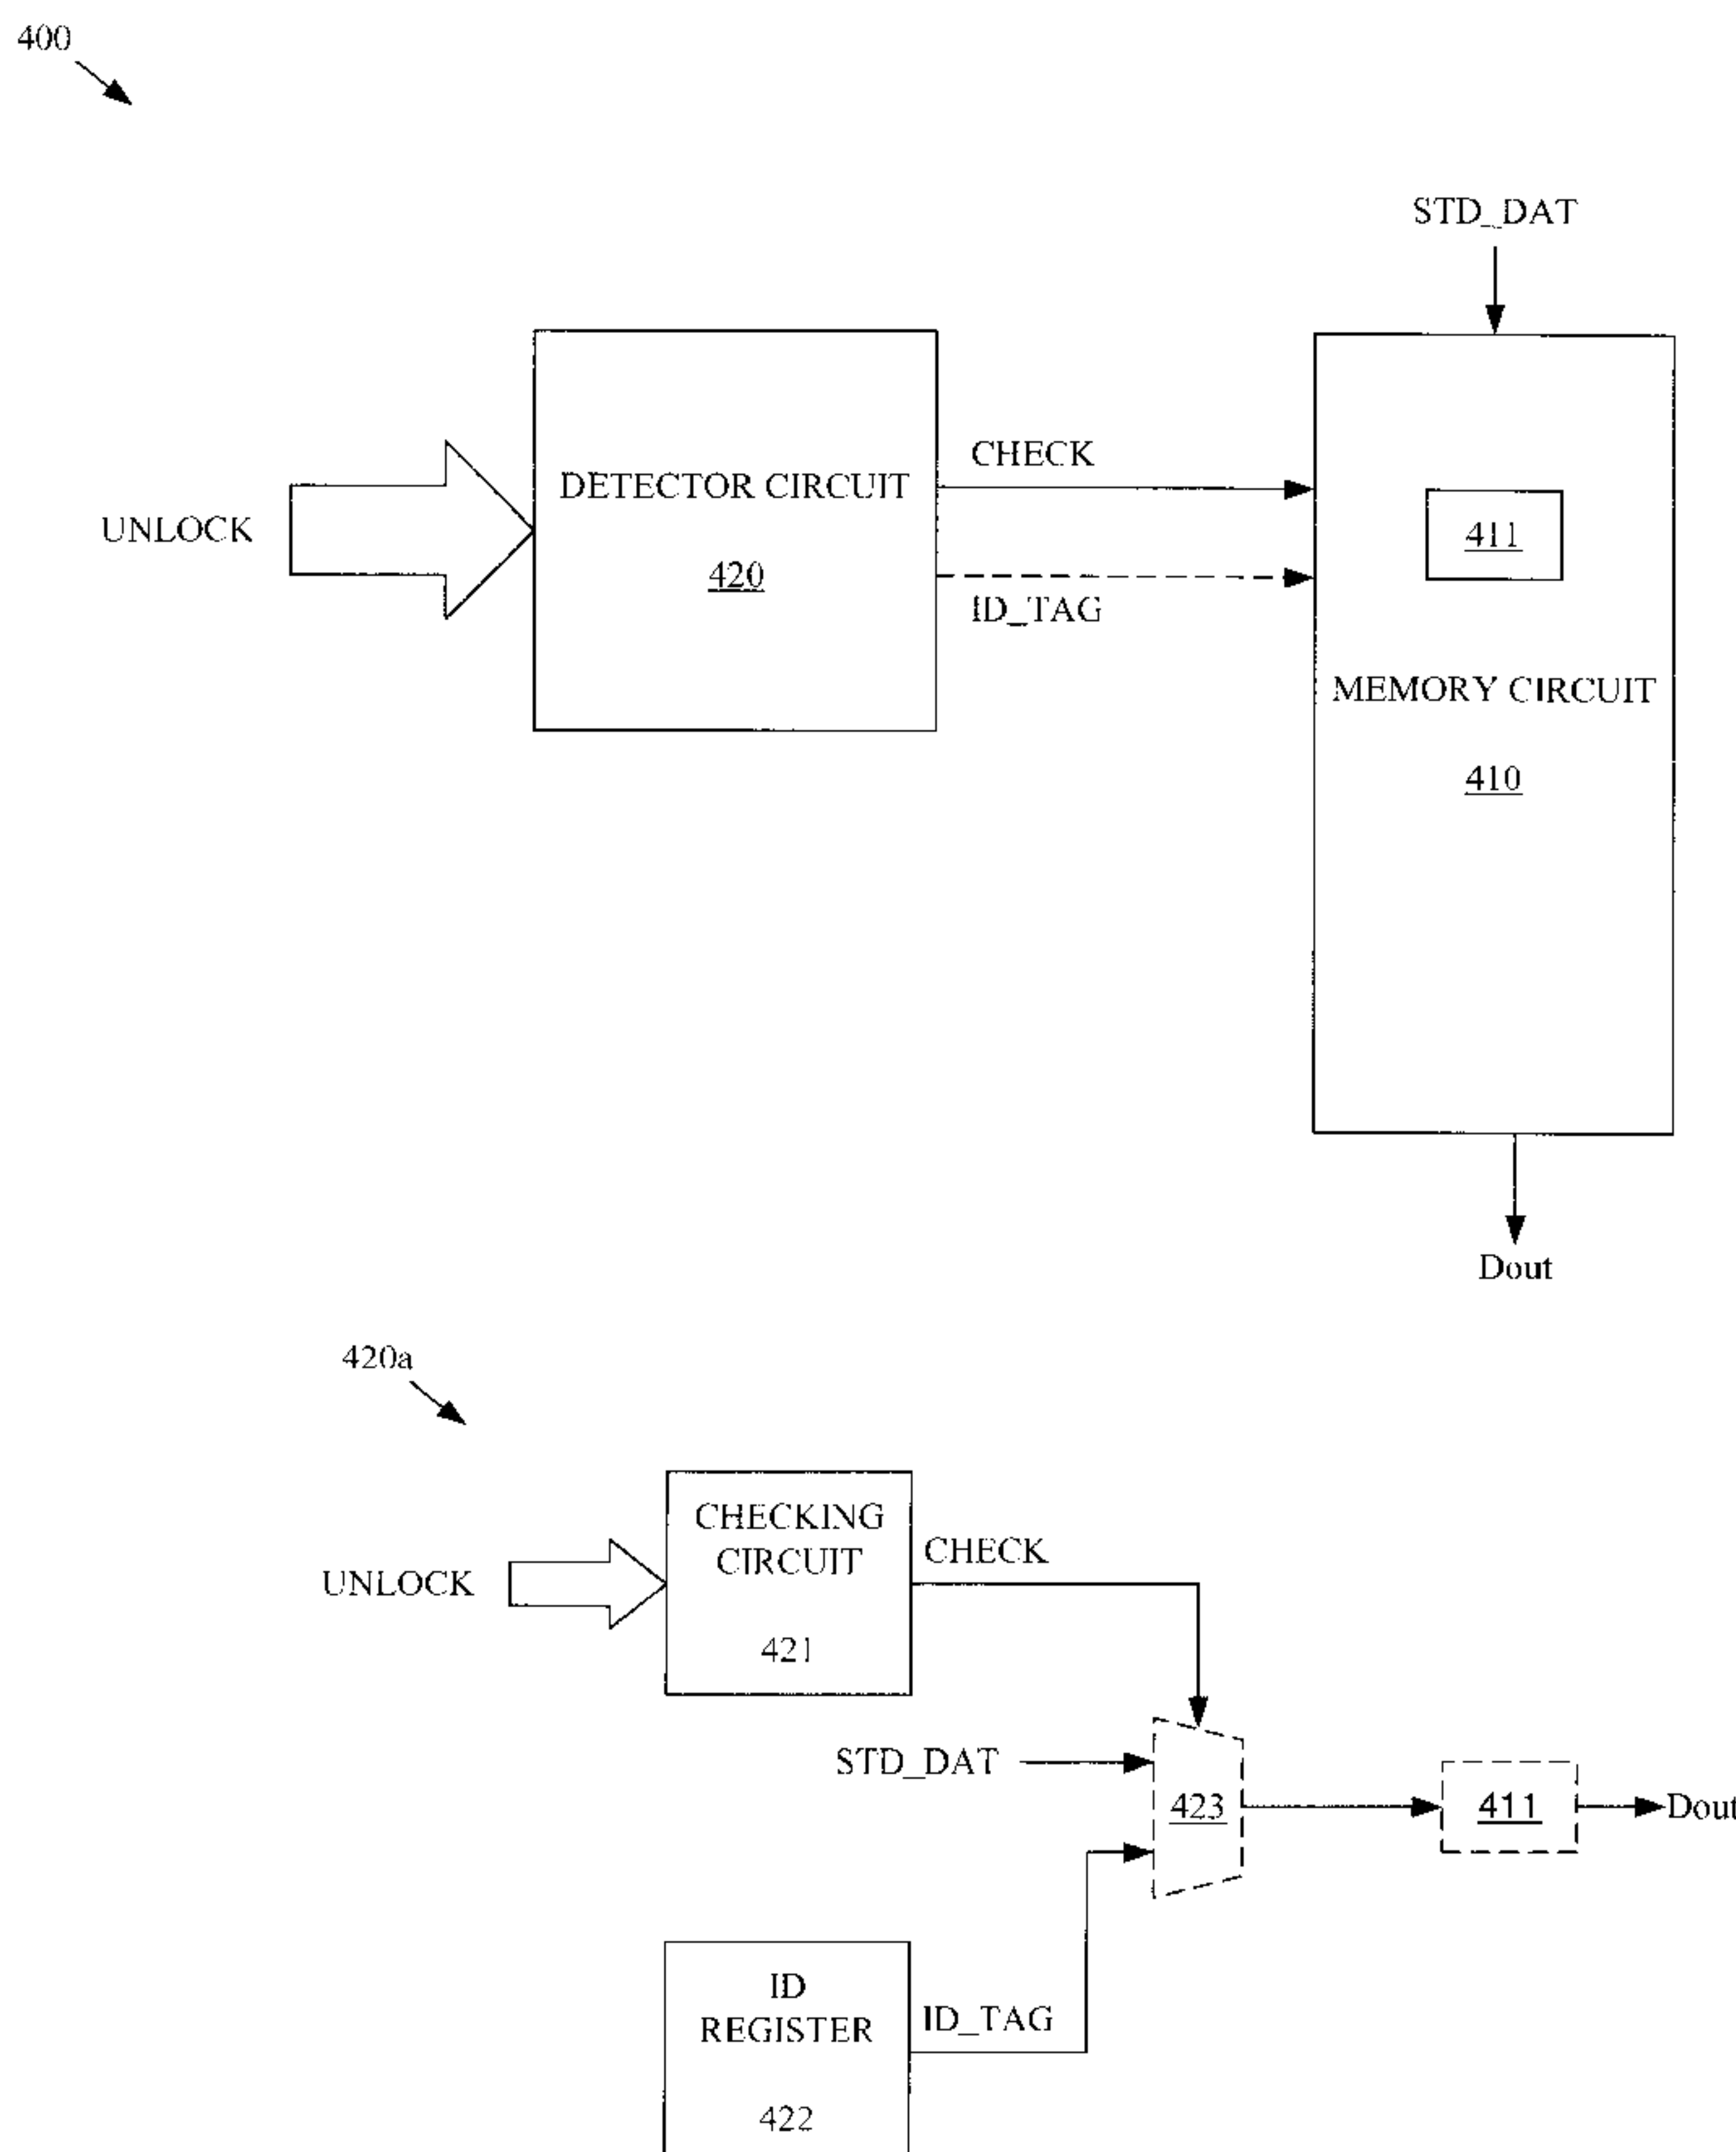 400
STD_DAT
CHECK
DETECTOR CIRCUIT
411
UNLOCK
420
ID_TAG
MEMORY CIRCUIT
410
Dout
420a
CHECKING
CIRCUIT
CHECK
UNLOCK
421
STD_DAT
423
411
Dout
ID
REGISTER
ID_TAG
422